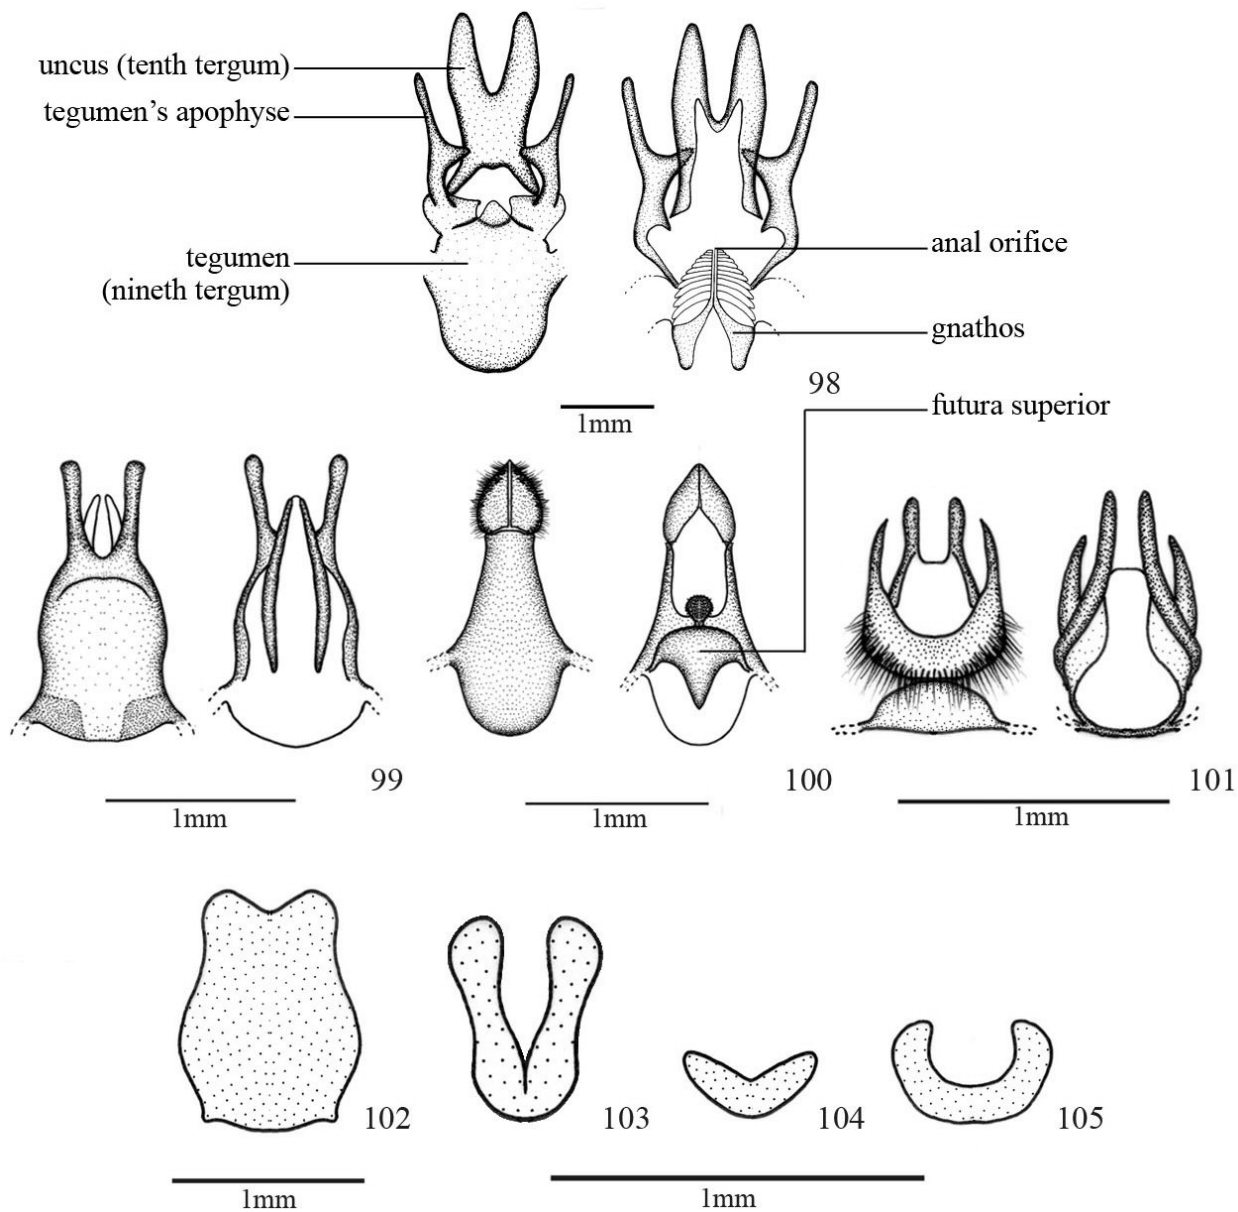 uncus (tenth tergum)
tegumen's apophyse
tegumen
(nineth tergum)
anal orifice
gnathos
98
1mm
futura superior
99
100
101
1mm
1mm
1mm
102
103
104
105
1mm
1mm